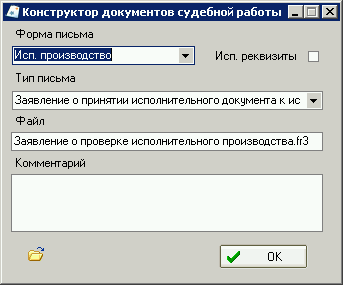 Конструктор документов судебной работы
Форма письма
Исп. производство
Исп. реквизиты
Тип письма
Заявление о принятии исполнительного документа к ис
Файл
Заявление о проверке исполнительного производства.fr3
Комментарий
OK